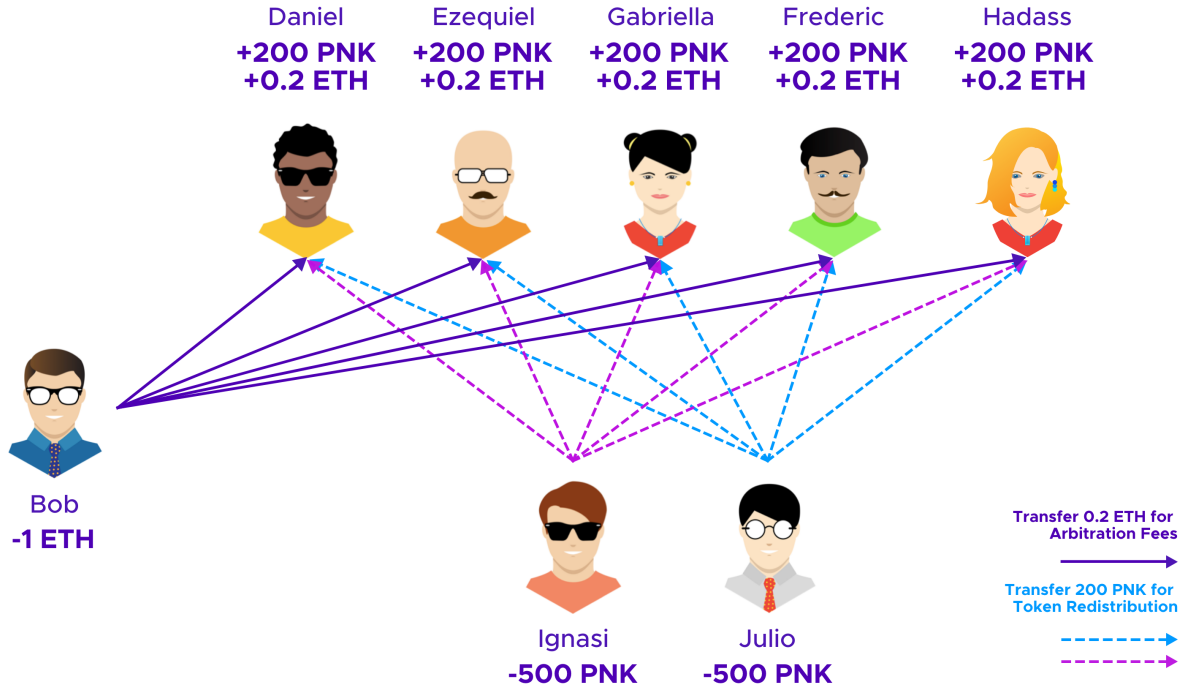 Daniel
Ezequiel
Gabriella
Frederic
Hadass
+200 PNK
+200 PNK
+200 PNK
+200 PNK
+200 PNK
+0.2 ETH
+0.2 ETH
+0.2 ETH
+0.2 ETH
+0.2 ETH
Bob
-1 ETH
Transfer 0.2 ETH for
Arbitration Fees
Transfer 200 PNK for
Token Redistribution
Ignasi
Julio
-500 PNK
-500 PNK